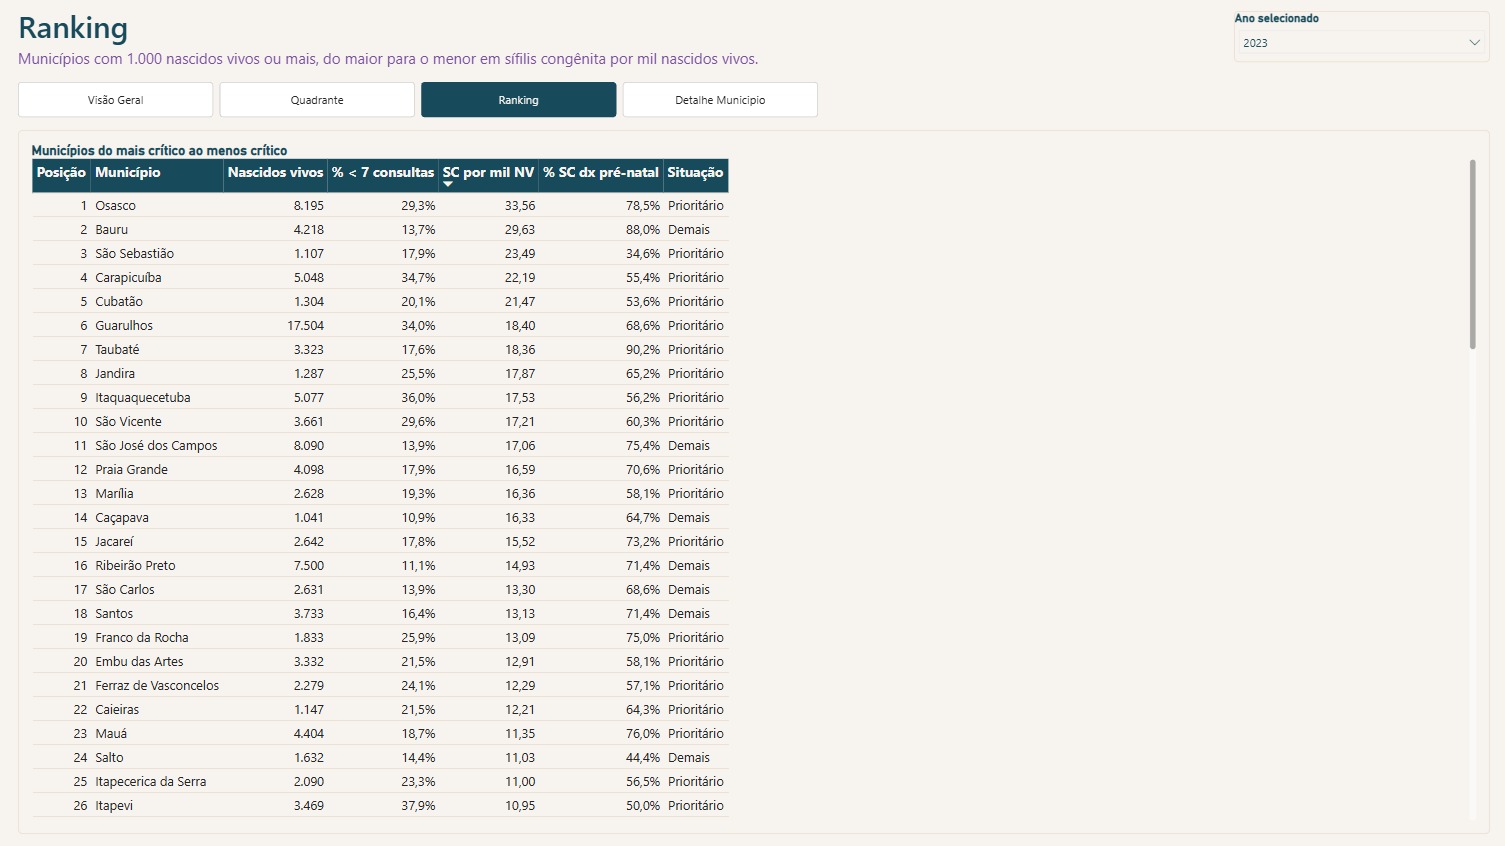 Ranking
Municípios com 1.000 nascidos vivos ou mais, do maior para o menor em sífilis congênita por mil nascidos vivos.
Ano selecionado
2023
Visão Geral
Quadrante
Ranking
Detalhe Municipio
Municípios do mais crítico ao menos crítico
Posição Município Nascidos vivos % < 7 consultas SC por mil NV % SC dx pré-natal Situação
1 Osasco 8.195 29,3% 33,56 78,5% Prioritário
2 Bauru 4.218 13,7% 29,63 88,0% Demais
3 São Sebastião 1.107 17,9% 23,49 34,6% Prioritário
4 Carapicuíba 5.048 34,7% 22,19 55,4% Prioritário
5 Cubatão 1.304 20,1% 21,47 53,6% Prioritário
6 Guarulhos 17.504 34,0% 18,40 68,6% Prioritário
7 Taubaté 3.323 17,6% 18,36 90,2% Prioritário
8 Jandira 1.287 25,5% 17,87 65,2% Prioritário
9 Itaquaquecetuba 5.077 36,0% 17,53 56,2% Prioritário
10 São Vicente 3.661 29,6% 17,21 60,3% Prioritário
11 São José dos Campos 8.090 13,9% 17,06 75,4% Demais
12 Praia Grande 4.098 17,9% 16,59 70,6% Prioritário
13 Marília 2.628 19,3% 16,36 58,1% Prioritário
14 Caçapava 1.041 10,9% 16,33 64,7% Demais
15 Jacareí 2.642 17,8% 15,52 73,2% Prioritário
16 Ribeirão Preto 7.500 11,1% 14,93 71,4% Demais
17 São Carlos 2.631 13,9% 13,30 68,6% Demais
18 Santos 3.733 16,4% 13,13 71,4% Demais
19 Franco da Rocha 1.833 25,9% 13,09 75,0% Prioritário
20 Embu das Artes 3.332 21,5% 12,91 58,1% Prioritário
21 Ferraz de Vasconcelos 2.279 24,1% 12,29 57,1% Prioritário
22 Caieiras 1.147 21,5% 12,21 64,3% Prioritário
23 Mauá 4.404 18,7% 11,35 76,0% Prioritário
24 Salto 1.632 14,4% 11,03 44,4% Demais
25 Itapecerica da Serra 2.090 23,3% 11,00 56,5% Prioritário
26 Itapevi 3.469 37,9% 10,95 50,0% Prioritário